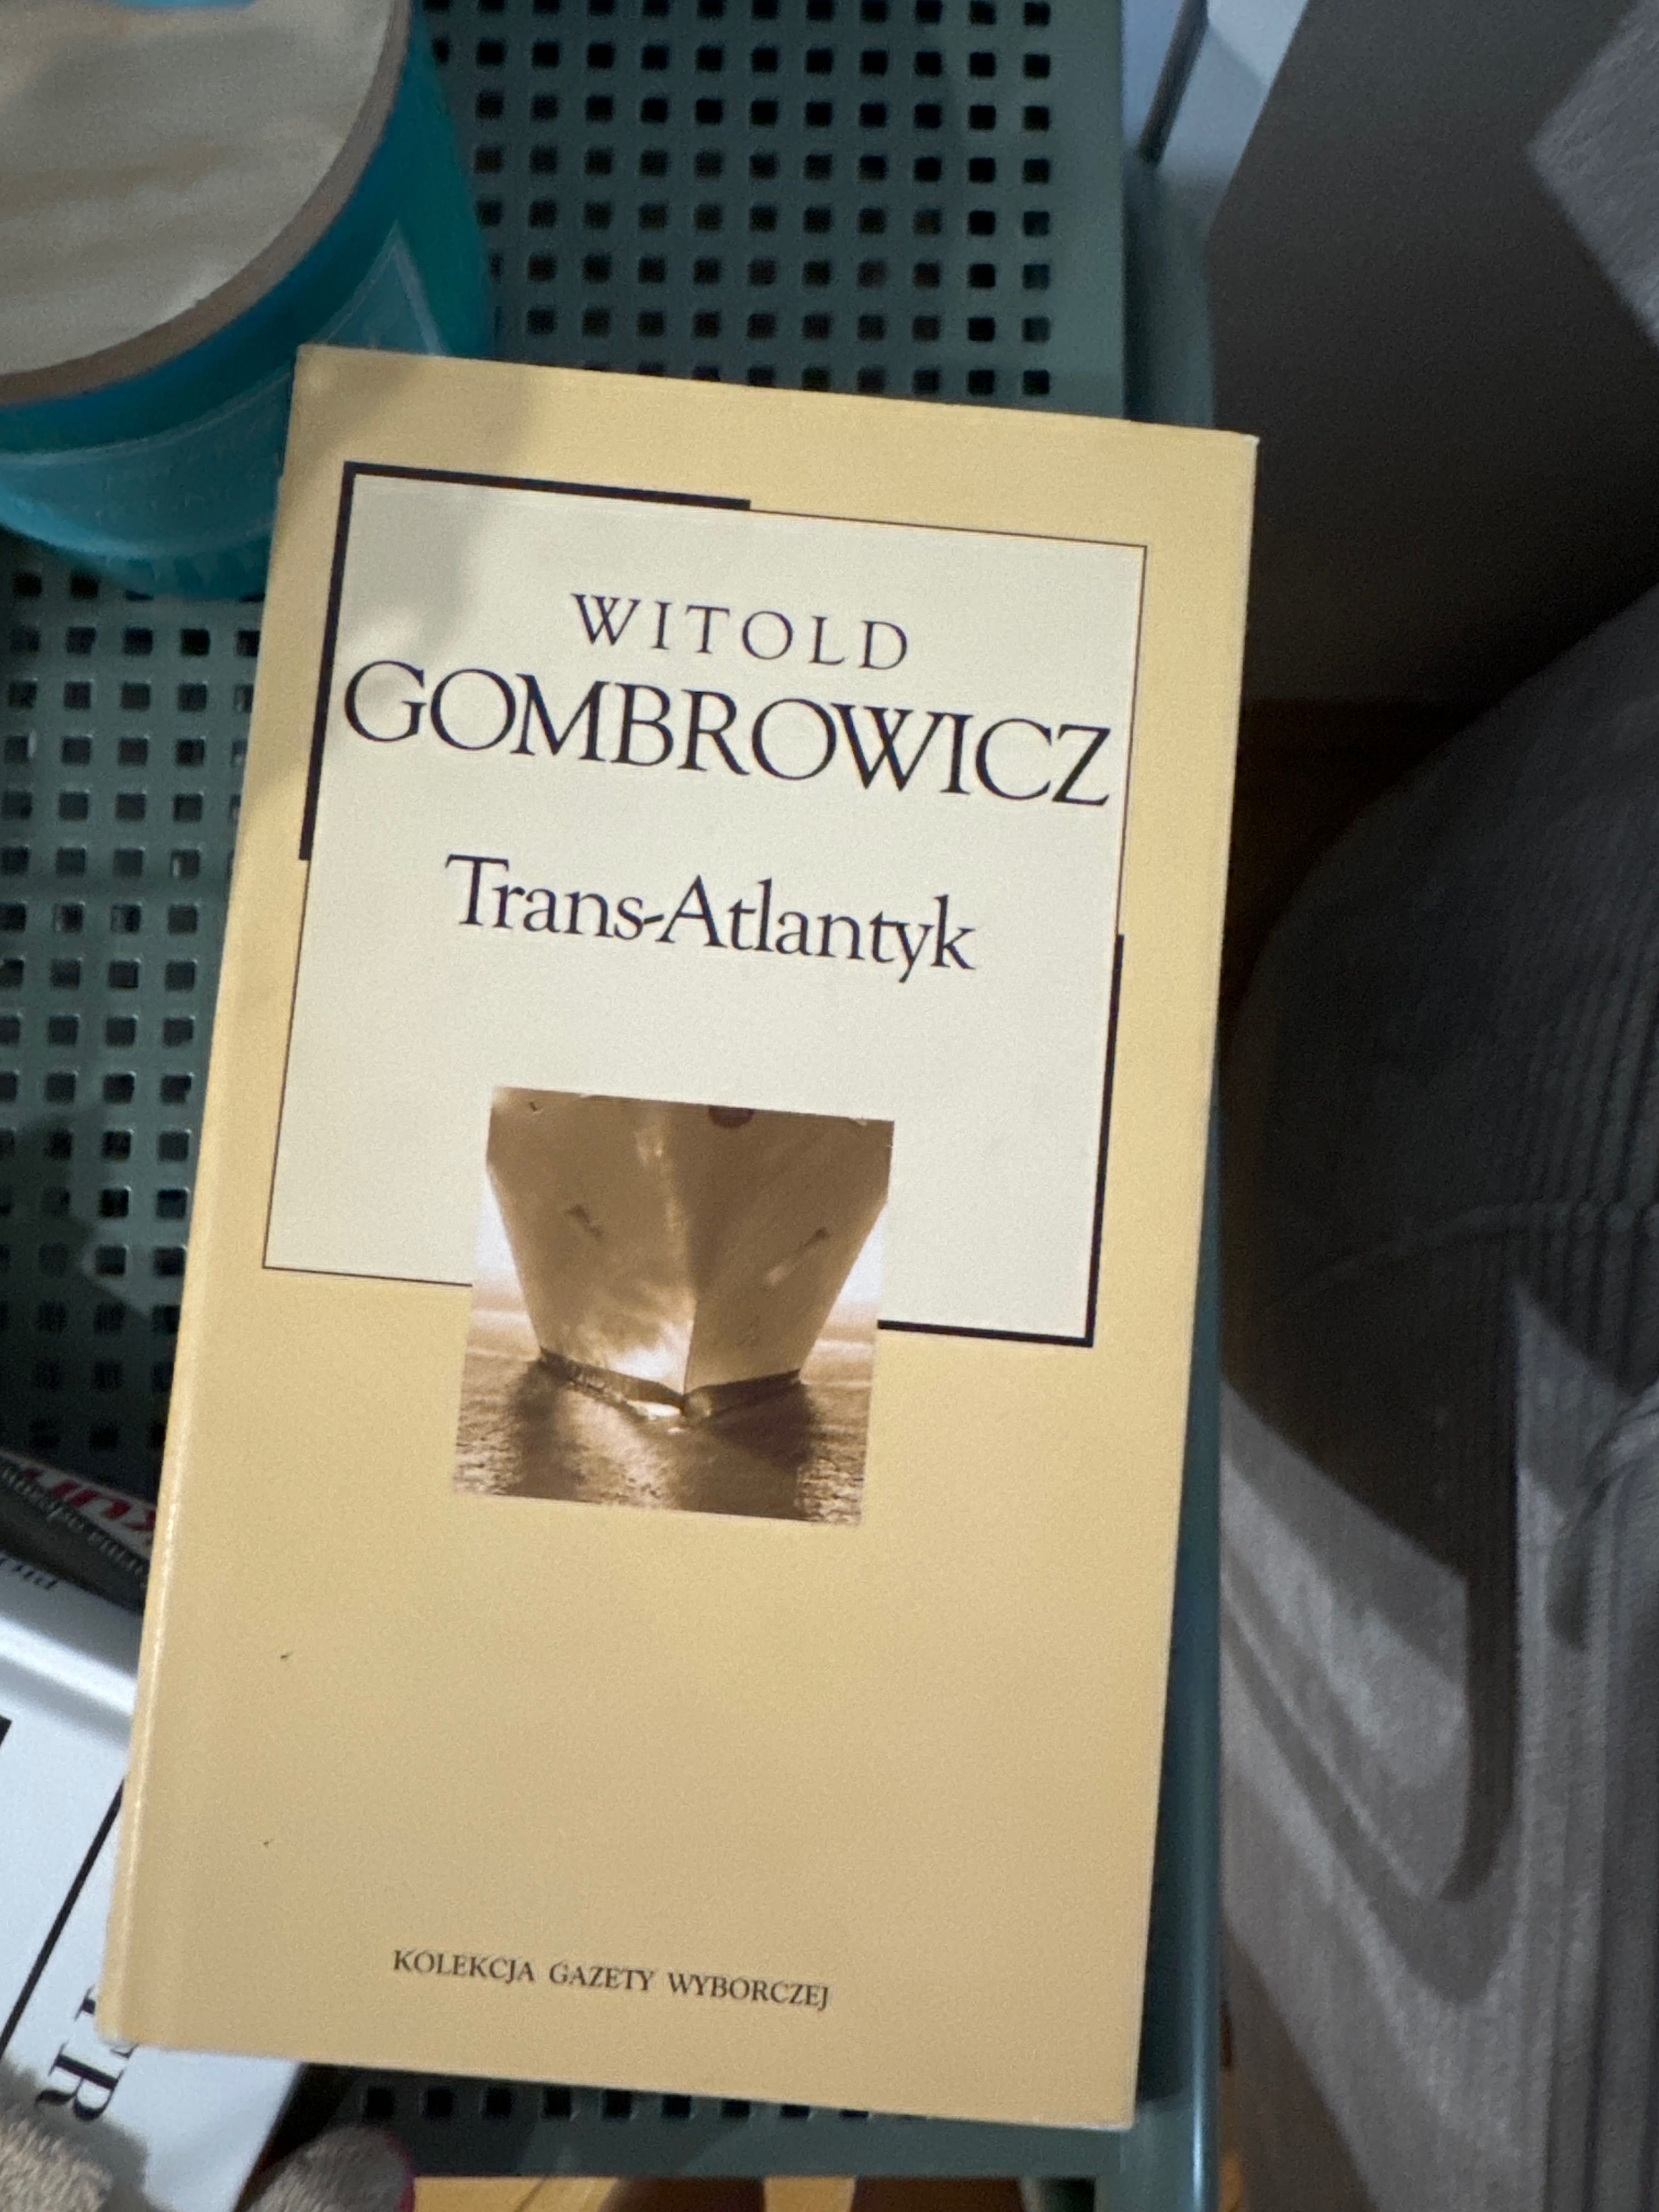 WITOLD
GOMBROWICZ
Trans-Atlantyk
KOLEKCJA GAZETY WYBORCZEJ